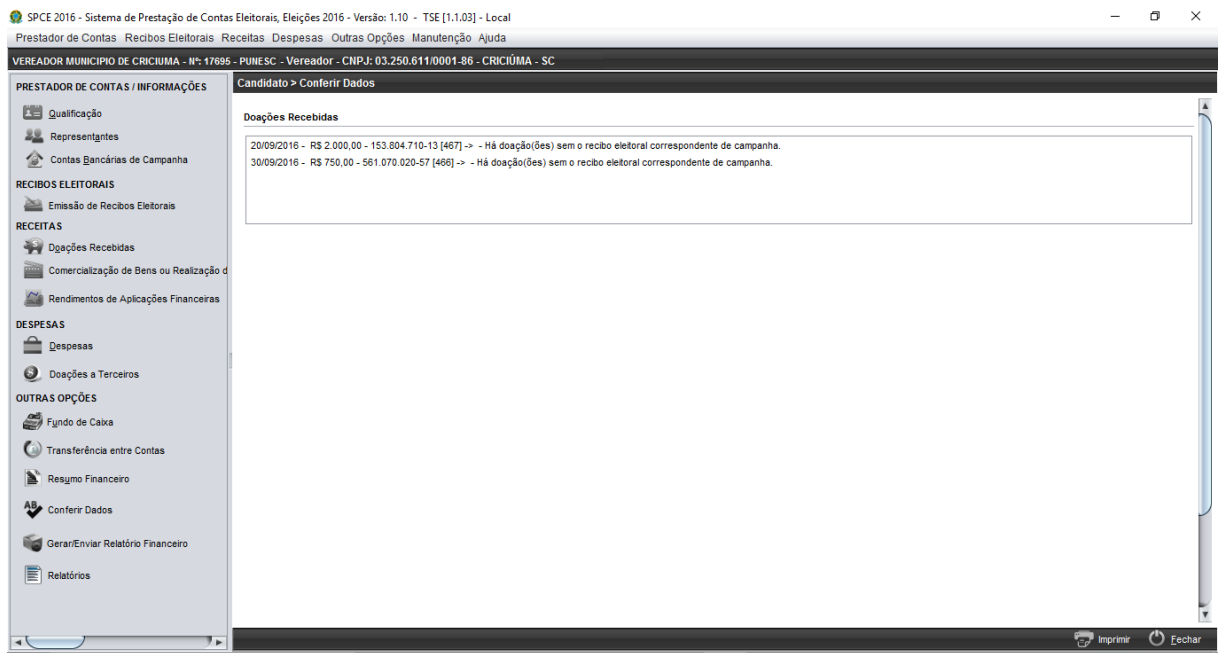 SPCE 2016 - Sistema de Prestação de Contas Eleitorais, Eleições 2016 - Versão: 1.10 - TSE [1.1.03] - Local
Prestador de Contas Recibos Eleitorais Receitas Despesas Outras Opções Manutenção Ajuda
VEREADOR MUNICIPIO DE CRICIUMA - Nº: 17695 - PUNESC - Vereador - CNPJ: 03.250.611/0001-86 - CRICIÚMA - SC
PRESTADOR DE CONTAS / INFORMAÇÕES
Qualificação
Representantes
Contas Bancárias de Campanha
RECIBOS ELEITORAIS
Emissão de Recibos Eleitorais
RECEITAS
Doações Recebidas
Comercialização de Bens ou Realização d
Rendimentos de Aplicações Financeiras
DESPESAS
Despesas
Doações a Terceiros
OUTRAS OPÇÕES
Fundo de Caixa
Transferência entre Contas
Resumo Financeiro
Conferir Dados
Gerar/Enviar Relatório Financeiro
Relatórios
Candidato > Conferir Dados
Doações Recebidas
20/09/2016 - R$ 2.000,00 - 153.804.710-13 [467] -> - Há doação(ões) sem o recibo eleitoral correspondente de campanha.
30/09/2016 - R$ 750,00 - 561.070.020-57 [466] -> - Há doação(ões) sem o recibo eleitoral correspondente de campanha.
Imprimir Fechar